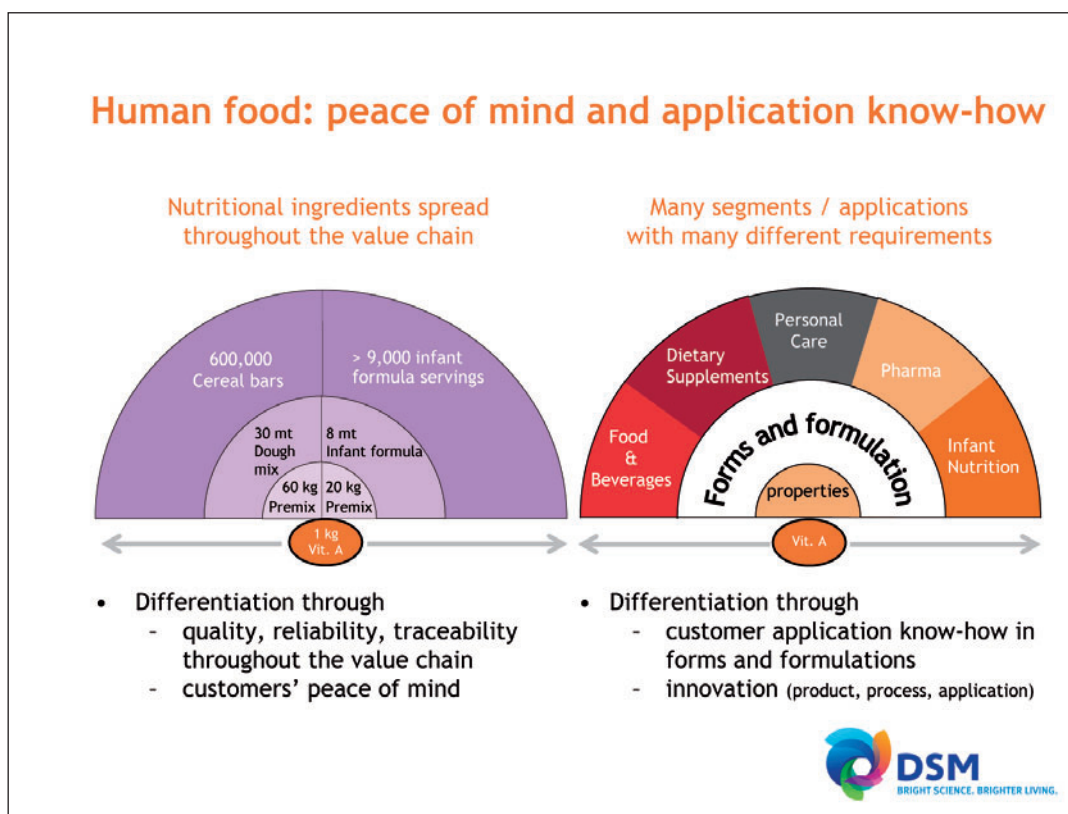 Human food: peace of mind and application know-how
Nutritional ingredients spread
throughout the value chain
600,000
Cereal bars
> 9,000 infant
formula servings
30 mt
Dough
mix
8 mt
Infant formula
60 kg
Premix
20 kg
Premix
1 kg
Vit. A
• Differentiation through
- quality, reliability, traceability
throughout the value chain
- customers’ peace of mind
Many segments / applications
with many different requirements
Food
&
Beverages
Dietary
Supplements
Personal
Care
Pharma
Infant
Nutrition
Forms and formulation
properties
Vit. A
• Differentiation through
- customer application know-how in
forms and formulations
- innovation (product, process, application)
DSM
BRIGHT SCIENCE. BRIGHTER LIVING.